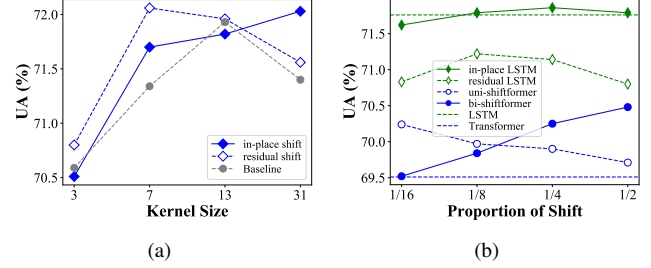 72.0
71.5
71.0
70.5
UA (%)
3 7 13 31
Kernel Size
in-place shift
residual shift
Baseline
(a)
71.5
71.0
70.5
70.0
69.5
UA (%)
1/16 1/8 1/4 1/2
Proportion of Shift
in-place LSTM
residual LSTM
uni-shiftformer
bi-shiftformer
LSTM
Transformer
(b)